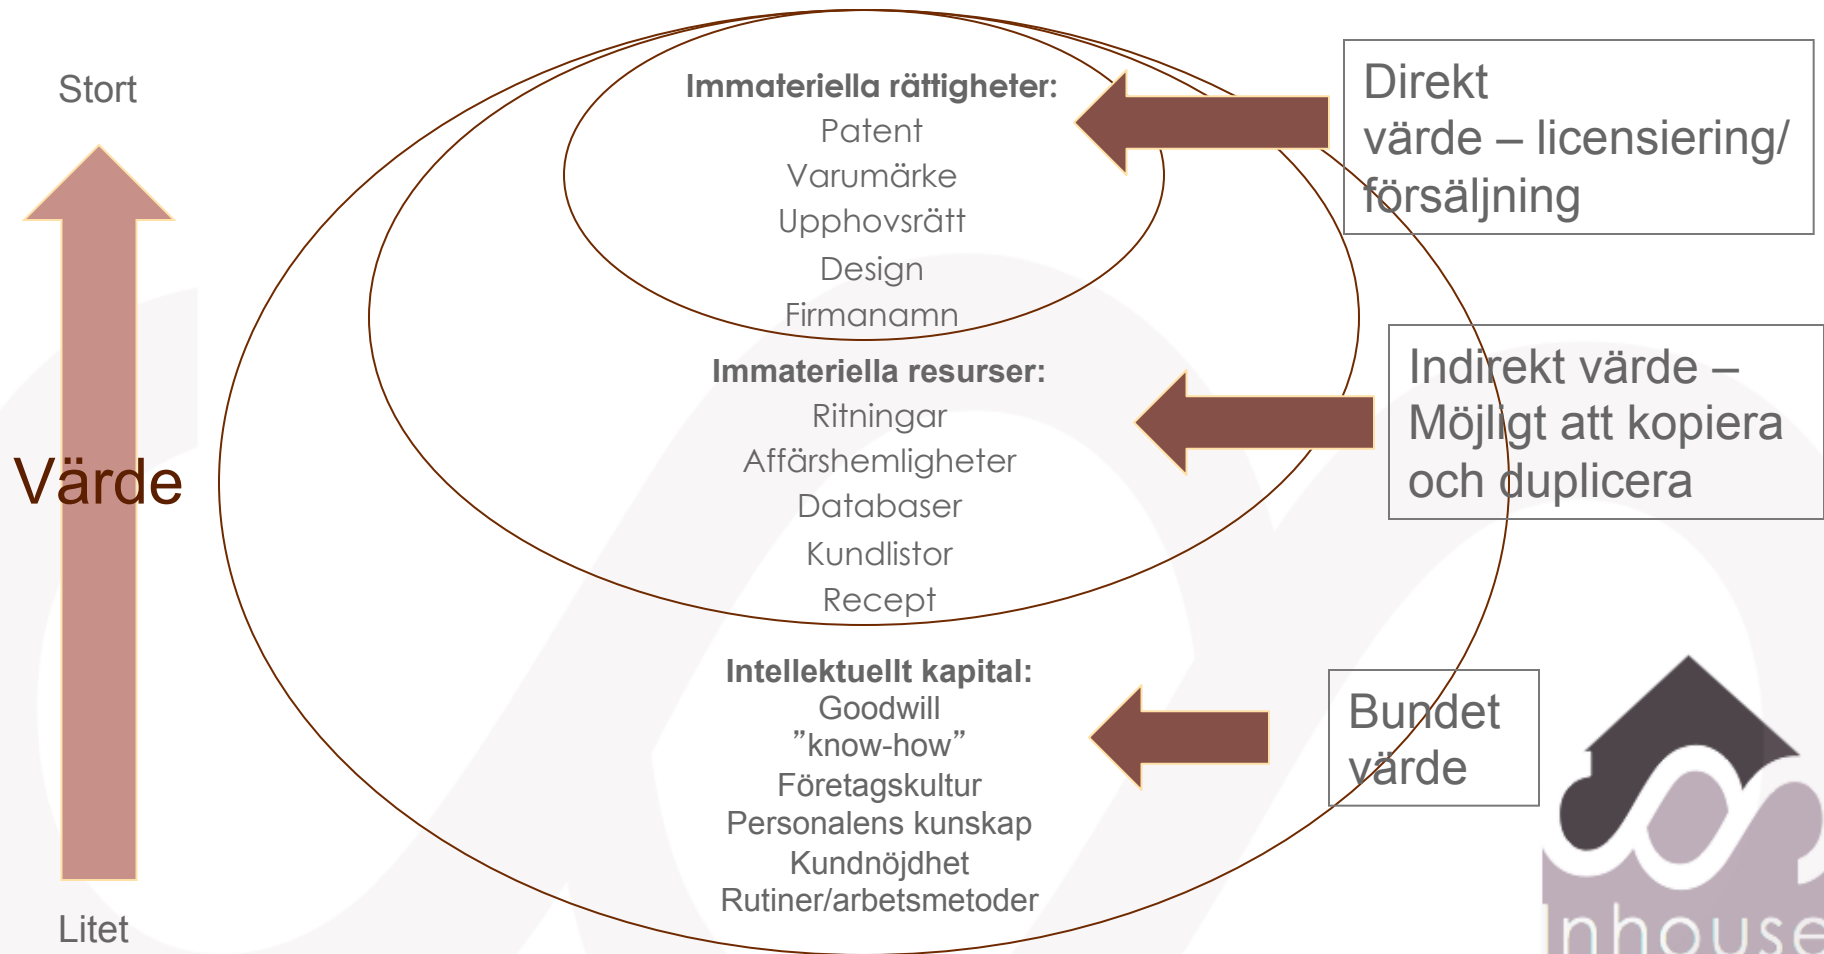 Stort
Värde
Litet
Immateriella rättigheter:
Patent
Varumärke
Upphovsrätt
Design
Firmanamn
Immateriella resurser:
Ritningar
Affärshemligheter
Databaser
Kundlistor
Recept
Intellektuellt kapital:
Goodwill
”know-how”
Företagskultur
Personalens kunskap
Kundnöjdhet
Rutiner/arbetsmetoder
Direkt
värde – licensiering/
försäljning
Indirekt värde –
Möjligt att kopiera
och duplicera
Bundet
värde
Inhouse